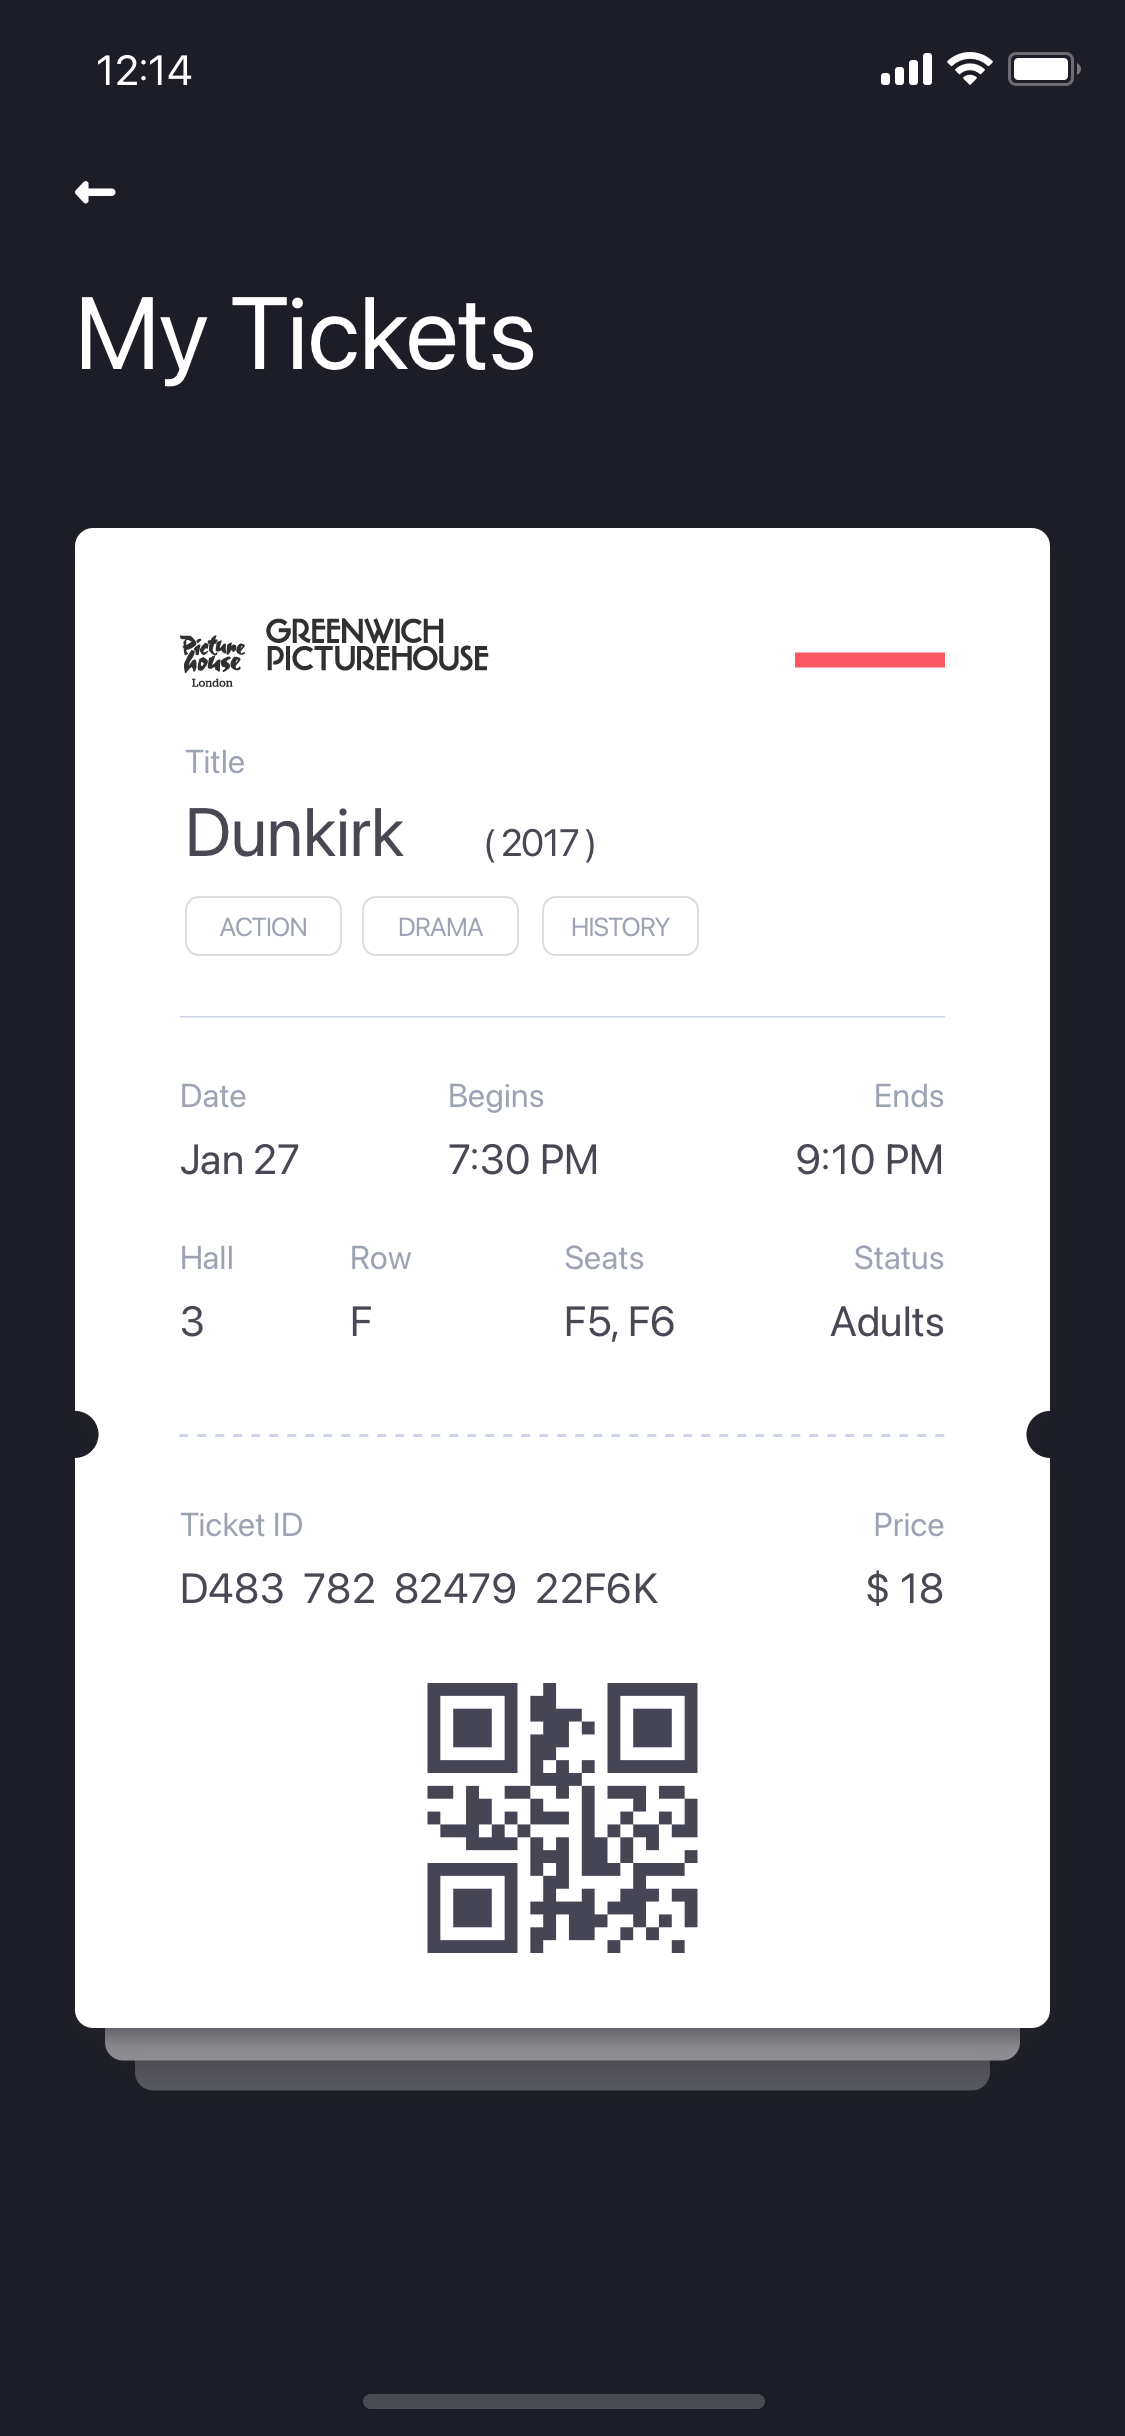 12:14
My Tickets
Picture
house
London
GREENWICH
PICTUREHOUSE
Title
Dunkirk (2017)
ACTION DRAMA HISTORY
Date Begins Ends
Jan 27 7:30 PM 9:10 PM
Hall Row Seats Status
3 F F5, F6 Adults
Ticket ID Price
D483 782 82479 22F6K $ 18